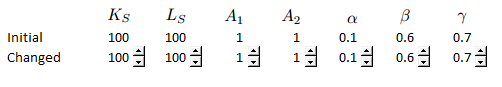 K_S L_S A_1 A_2 α β γ
Initial 100 100 1 1 0.1 0.6 0.7
Changed 100 100 1 1 0.1 0.6 0.7